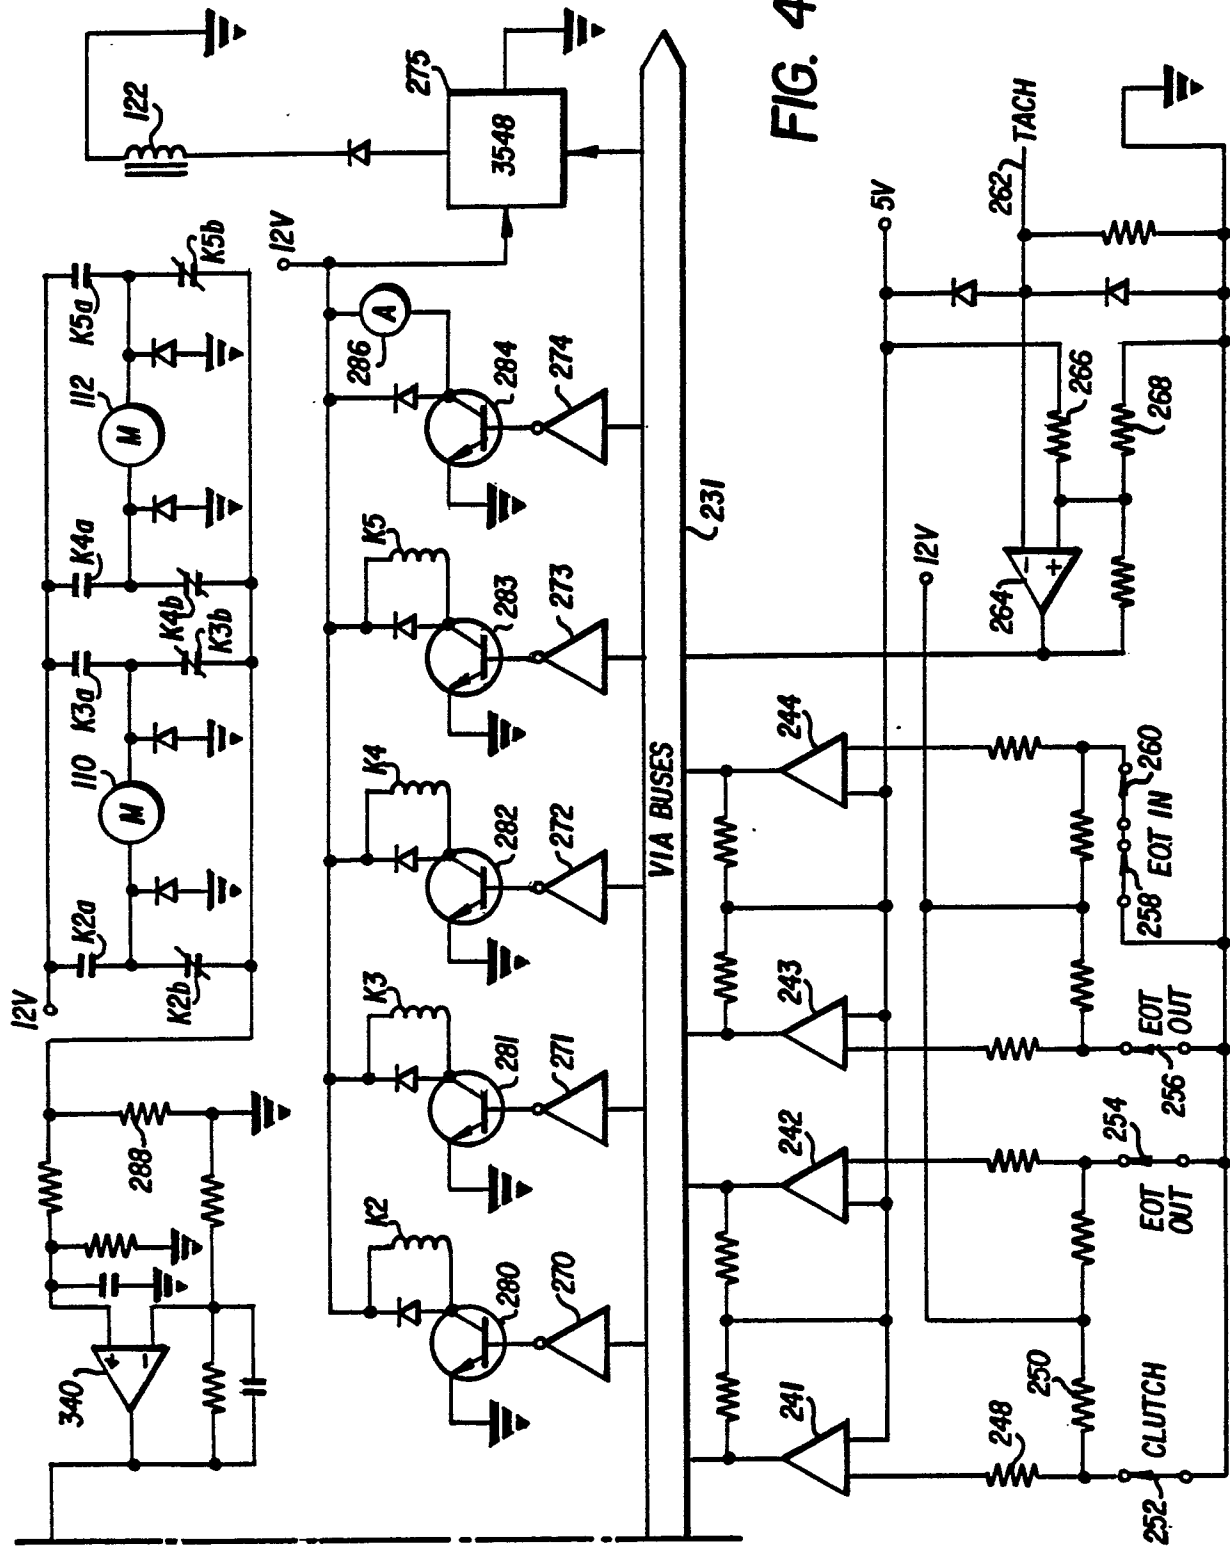 FIG. 4
12V
K2a
K2b
110
M
K3a
K3b
K4a
K4b
112
M
K5a
K5b
122
275
3548
12V
340
+
-
288
K2
280
270
K3
281
271
K4
282
272
K5
283
273
286
A
284
274
VIA BUSES
231
241
242
243
244
264
-
+
12V
5V
262
TACH
266
268
248
250
252
CLUTCH
EOT
OUT
254
256
EOT
OUT
258
EOT IN
260